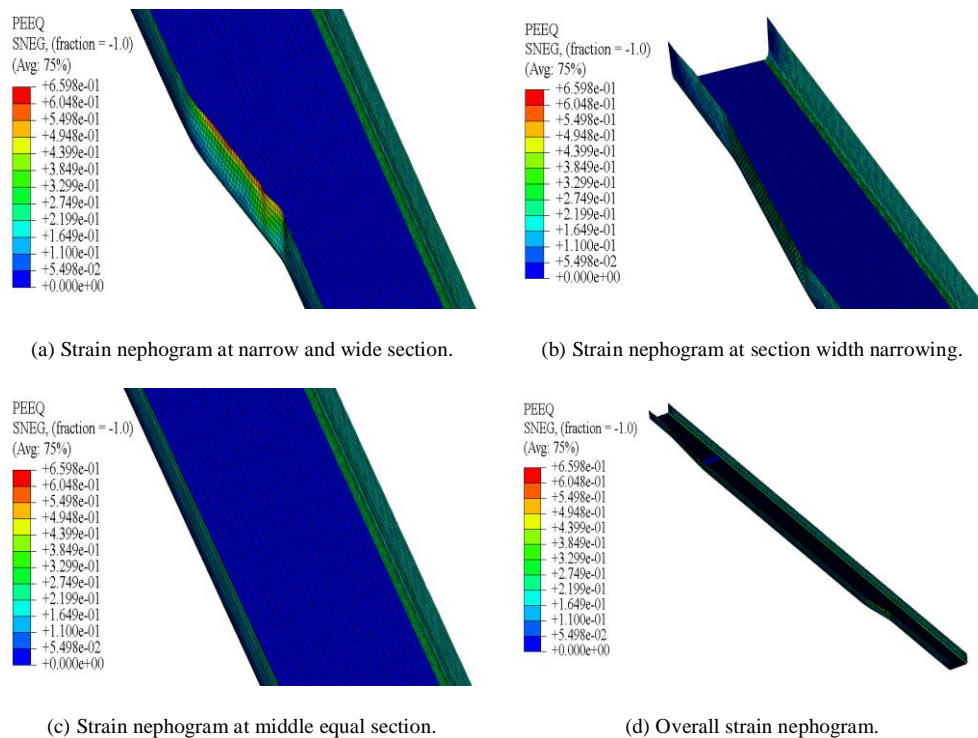 PEEQ
SNEG, (fraction = -1.0)
(Avg: 75%)
+6.598e-01
+6.048e-01
+5.498e-01
+4.948e-01
+4.399e-01
+3.849e-01
+3.299e-01
+2.749e-01
+2.199e-01
+1.649e-01
+1.100e-01
+5.498e-02
+0.000e+00
(a) Strain nephogram at narrow and wide section.
PEEQ
SNEG, (fraction = -1.0)
(Avg: 75%)
+6.598e-01
+6.048e-01
+5.498e-01
+4.948e-01
+4.399e-01
+3.849e-01
+3.299e-01
+2.749e-01
+2.199e-01
+1.649e-01
+1.100e-01
+5.498e-02
+0.000e+00
(b) Strain nephogram at section width narrowing.
PEEQ
SNEG, (fraction = -1.0)
(Avg: 75%)
+6.598e-01
+6.048e-01
+5.498e-01
+4.948e-01
+4.399e-01
+3.849e-01
+3.299e-01
+2.749e-01
+2.199e-01
+1.649e-01
+1.100e-01
+5.498e-02
+0.000e+00
(c) Strain nephogram at middle equal section.
PEEQ
SNEG, (fraction = -1.0)
(Avg: 75%)
+6.598e-01
+6.048e-01
+5.498e-01
+4.948e-01
+4.399e-01
+3.849e-01
+3.299e-01
+2.749e-01
+2.199e-01
+1.649e-01
+1.100e-01
+5.498e-02
+0.000e+00
(d) Overall strain nephogram.